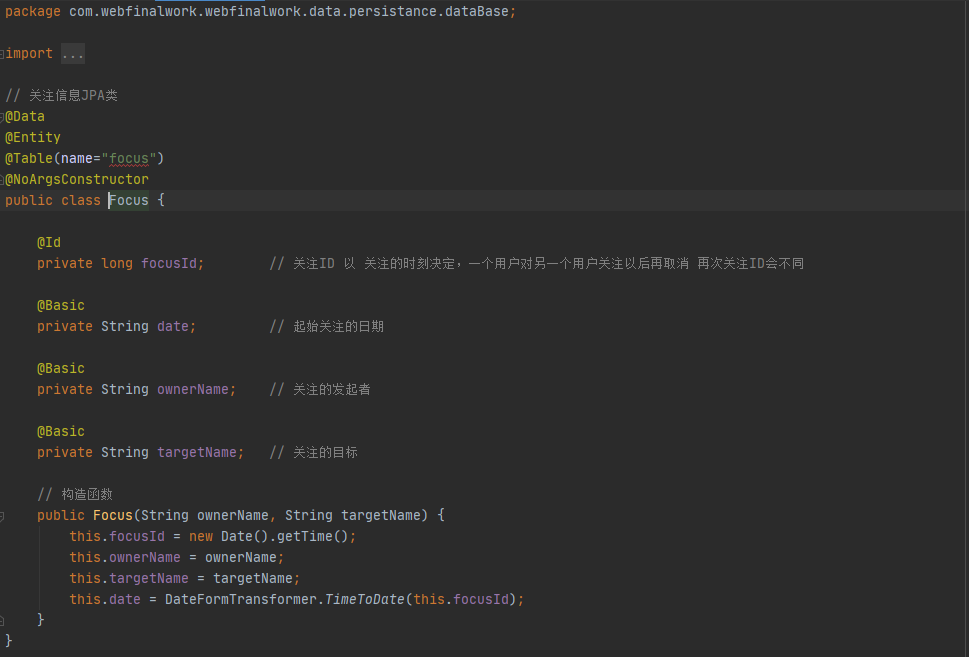 package com.webfinalwork.webfinalwork.data.persistance.dataBase;
import ...
// 关注信息JPA类
@Data
@Entity
@Table(name="focus")
@NoArgsConstructor
public class Focus {
@Id
private long focusId;        // 关注ID 以 关注的时刻决定，一个用户对另一个用户关注以后再取消 再次关注ID会不同
@Basic
private String date;         // 起始关注的日期
@Basic
private String ownerName;    // 关注的发起者
@Basic
private String targetName;   // 关注的目标
// 构造函数
public Focus(String ownerName, String targetName) {
this.focusId = new Date().getTime();
this.ownerName = ownerName;
this.targetName = targetName;
this.date = DateFormTransformer.TimeToDate(this.focusId);
}
}